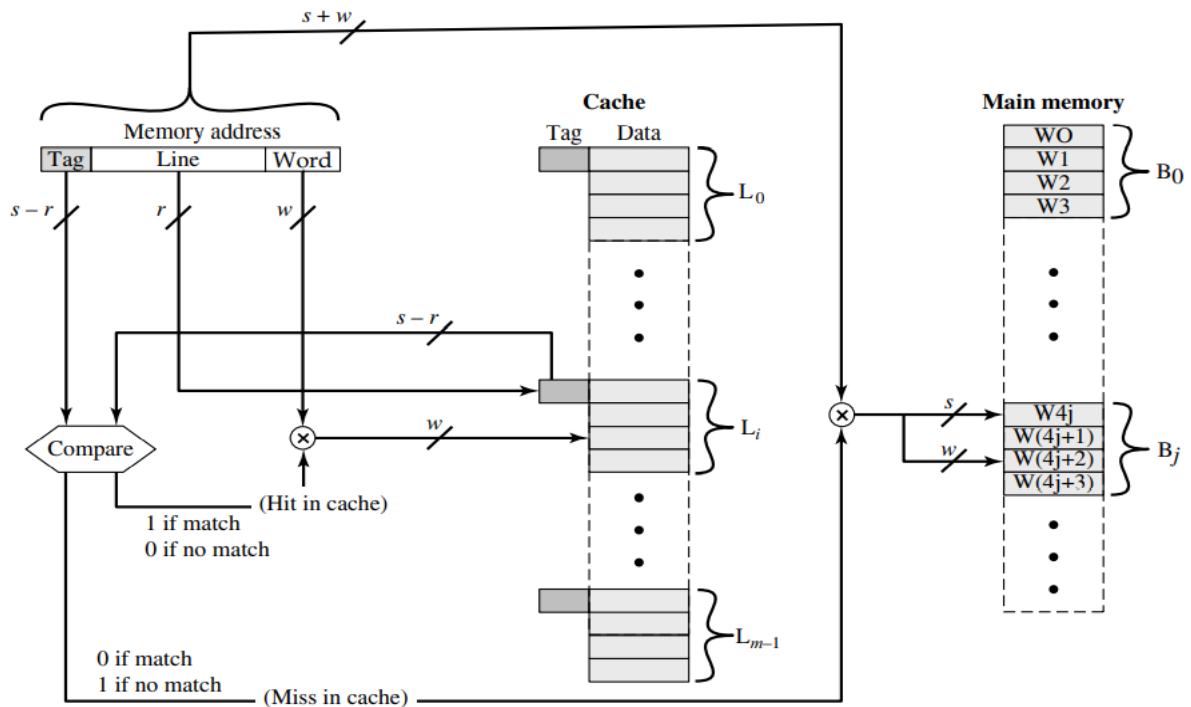 s + w
Cache
Main memory
Memory address
Tag Data
Tag Line Word
WO
W1
W2
W3
B0
L0
s – r
r
w
s – r
Compare
w
Li
s
w
W4j
W(4j+1)
W(4j+2)
W(4j+3)
Bj
(Hit in cache)
1 if match
0 if no match
Lm–1
0 if match
1 if no match
(Miss in cache)